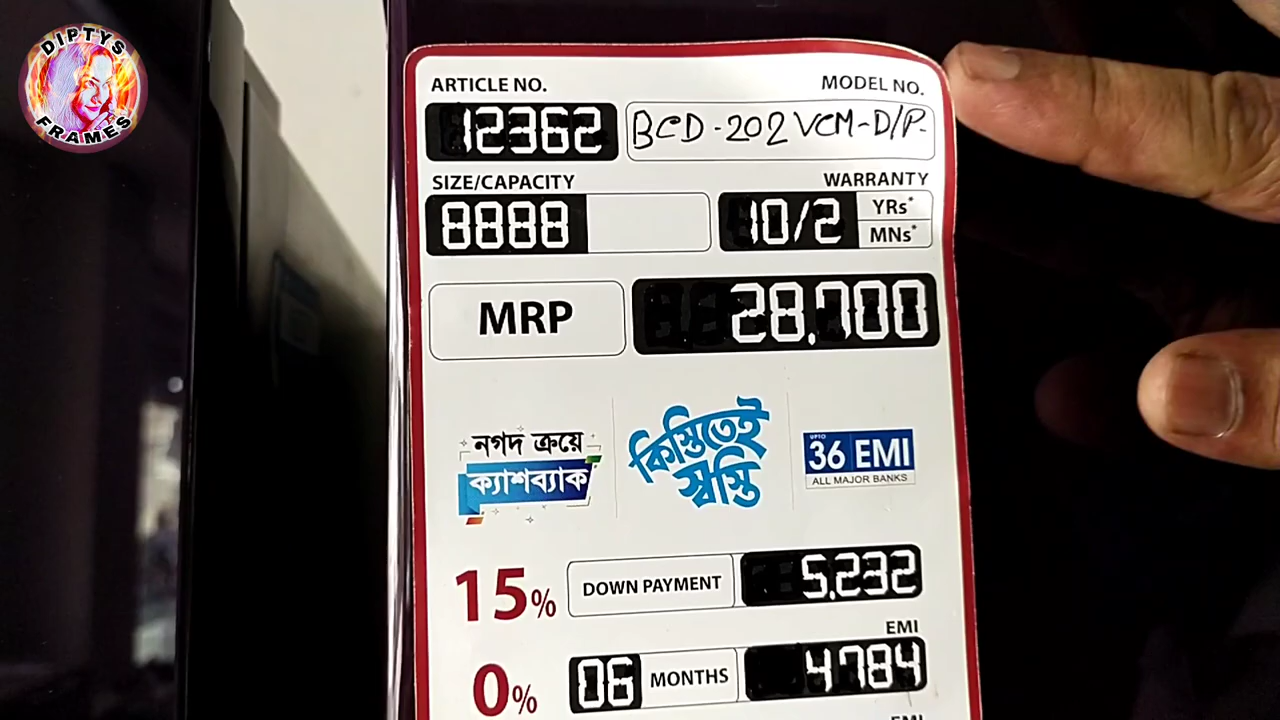 DIPTYS
FRAMES
ARTICLE NO. MODEL NO.
12362 BCD-202 VCM-D/P-
SIZE/CAPACITY WARRANTY
8888 10/2 YRs*
MNs*
MRP 28,700
নগদ ক্রয়ে
ক্যাশব্যাক
কিস্তিতেই
স্বস্তি
UPTO
36 EMI
ALL MAJOR BANKS
15% DOWN PAYMENT 5,232
EMI
0% 06 MONTHS 4784
EMI